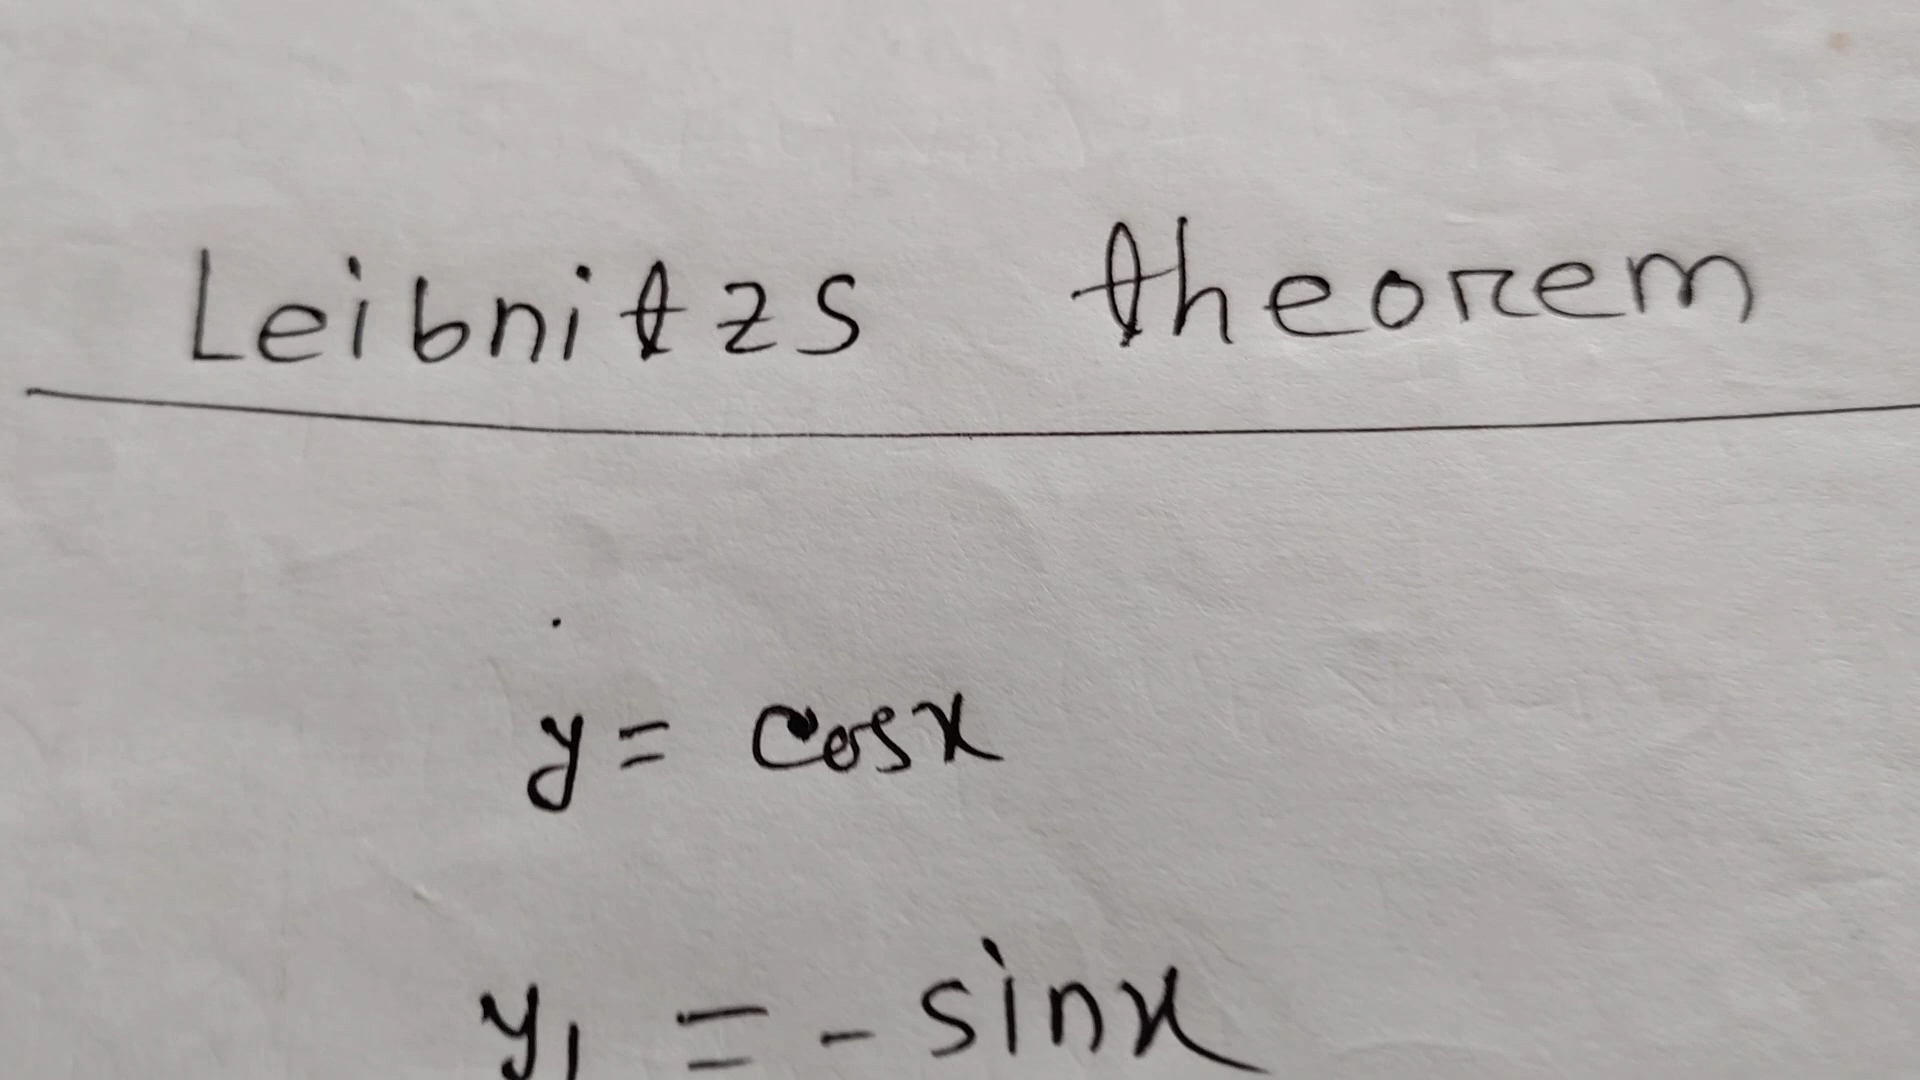 Leibnitzs theorem
y = cosx
y₁ = - sinx